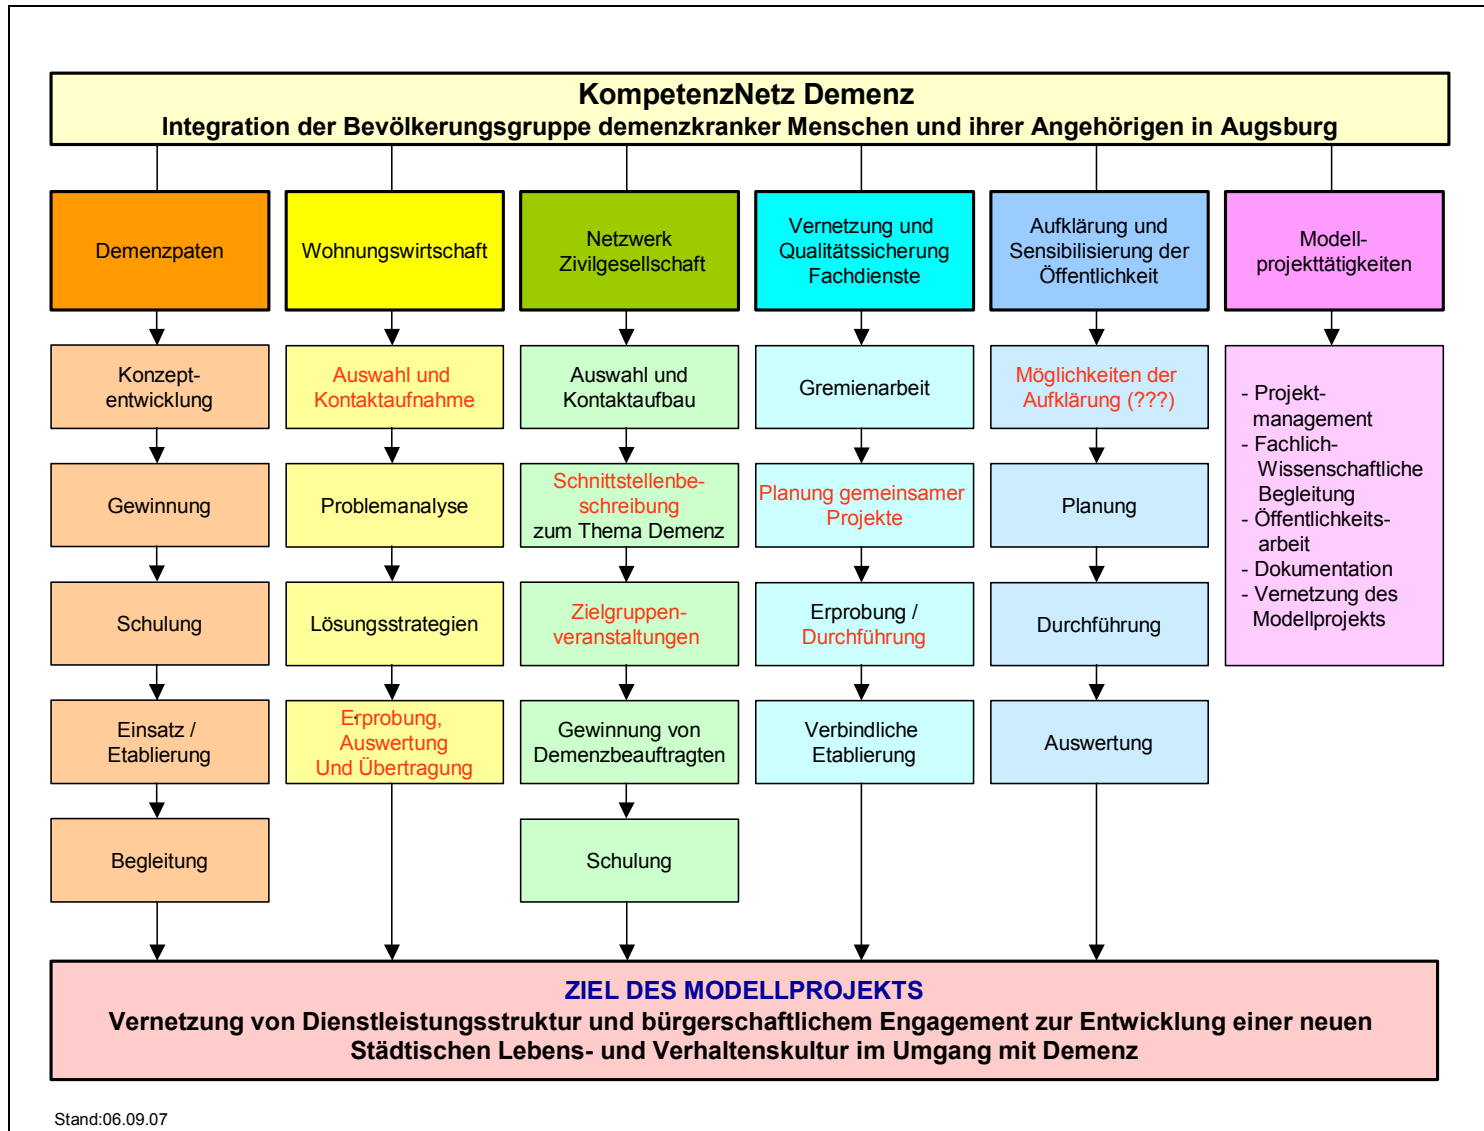 KompetenzNetz Demenz
Integration der Bevölkerungsgruppe demenzkranker Menschen und ihrer Angehörigen in Augsburg
Demenzpaten
Wohnungswirtschaft
Netzwerk
Zivilgesellschaft
Vernetzung und
Qualitätssicherung
Fachdienste
Aufklärung und
Sensibilisierung der
Öffentlichkeit
Modell-
projekttätigkeiten
Konzept-
entwicklung
Gewinnung
Schulung
Einsatz /
Etablierung
Begleitung
Auswahl und
Kontaktaufnahme
Problemanalyse
Lösungsstrategien
Erprobung,
Auswertung
Und Übertragung
Auswahl und
Kontaktaufbau
Schnittstellenbe-
schreibung
zum Thema Demenz
Zielgruppen-
veranstaltungen
Gewinnung von
Demenzbeauftragten
Schulung
Gremienarbeit
Planung gemeinsamer
Projekte
Erprobung /
Durchführung
Verbindliche
Etablierung
Möglichkeiten der
Aufklärung (???)
Planung
Durchführung
Auswertung
- Projekt-
management
- Fachlich-
Wissenschaftliche
Begleitung
- Öffentlichkeits-
arbeit
- Dokumentation
- Vernetzung des
Modellprojekts
ZIEL DES MODELLPROJEKTS
Vernetzung von Dienstleistungsstruktur und bürgerschaftlichem Engagement zur Entwicklung einer neuen
Städtischen Lebens- und Verhaltenskultur im Umgang mit Demenz
Stand:06.09.07